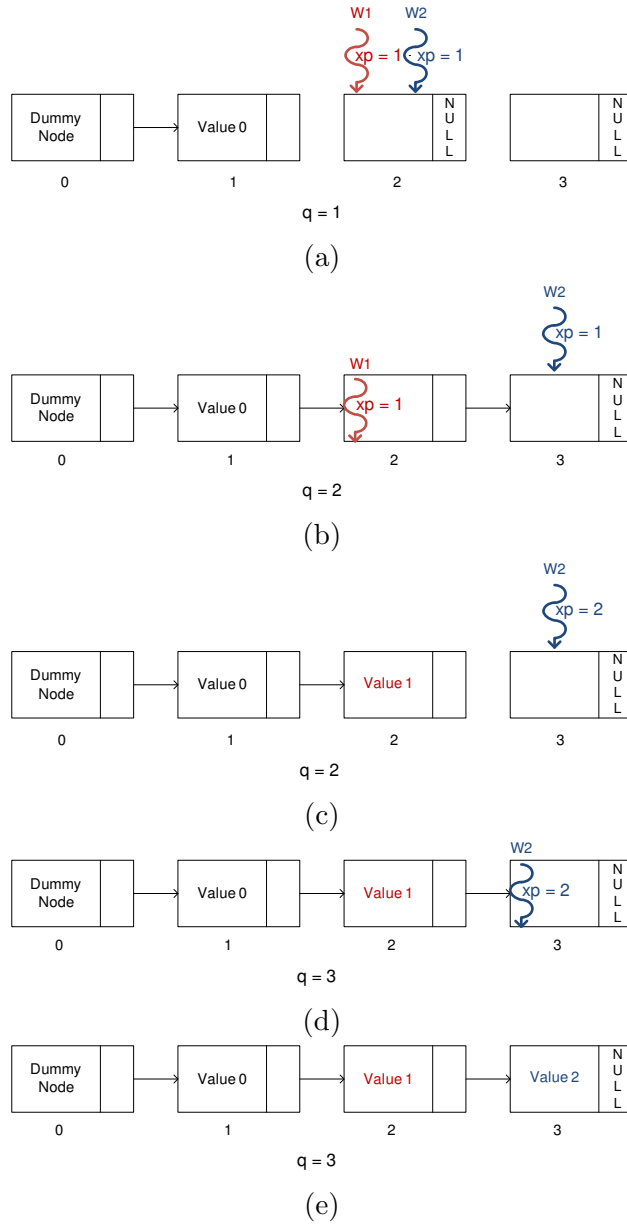 W1 W2
xp = 1 xp = 1
Dummy
Node
Value 0
N
U
L
L
N
U
L
L
0 1 2 3
q = 1
(a)
W2
xp = 1
W1
Dummy
Node
Value 0
xp = 1
N
U
L
L
0 1 2 3
q = 2
(b)
W2
xp = 2
Dummy
Node
Value 0
Value 1
N
U
L
L
0 1 2 3
q = 2
(c)
W2
Dummy
Node
Value 0
Value 1
xp = 2
N
U
L
L
0 1 2 3
q = 3
(d)
Dummy
Node
Value 0
Value 1
Value 2
N
U
L
L
0 1 2 3
q = 3
(e)